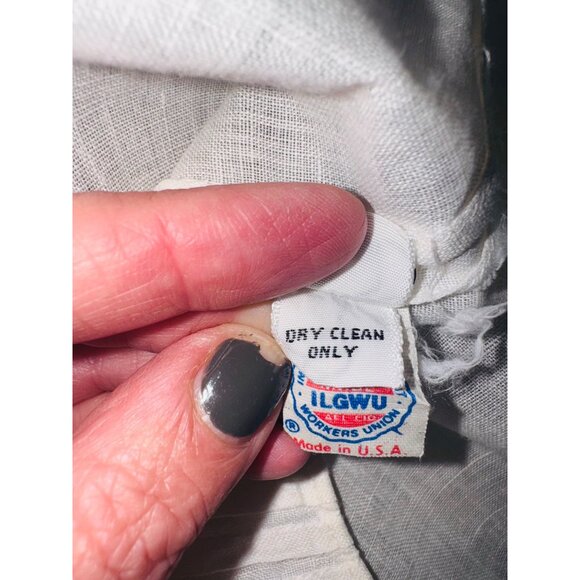 DRY CLEAN
ONLY
ILGWU
AFL CIO
WORKERS UNION
®
Made in U.S.A.